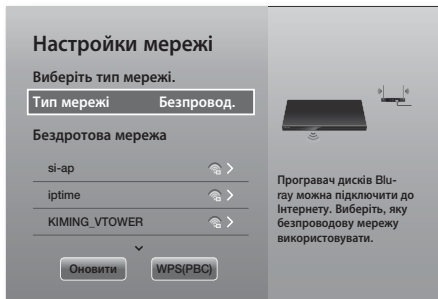 Настройки мережі
Виберіть тип мережі.
Тип мережі Безпровод.
Бездротова мережа
si-ap
iptime
KIMING_VTOWER
Оновити WPS(PBC)
Програвач дисків Blu-
ray можна підключити до
Інтернету. Виберіть, яку
безпроводову мережу
використовувати.